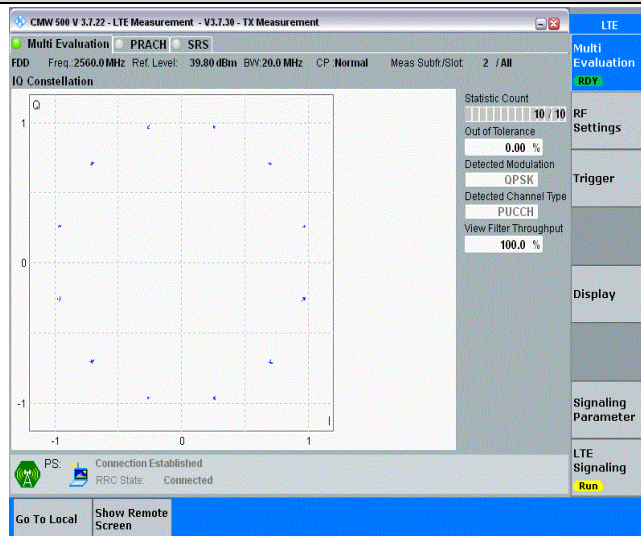 CMW 500 V 3.7.22 - LTE Measurement - V3.7.30 - TX Measurement
LTE
Multi Evaluation PRACH SRS
Multi Evaluation
RDY
FDD Freq.:2560.0 MHz Ref. Level: 39.80 dBm BW:20.0 MHz CP :Normal Meas Subfr./Slot: 2 / All
IQ Constellation
Q
1
0
-1
-1 0 1
I
Statistic Count
10 / 10
Out of Tolerance
0.00 %
Detected Modulation
QPSK
Detected Channel Type
PUCCH
View Filter Throughput
100.0 %
RF
Settings
Trigger
Display
Signaling
Parameter
LTE
Signaling
Run
PS: Connection Established
RRC State: Connected
Go To Local
Show Remote
Screen